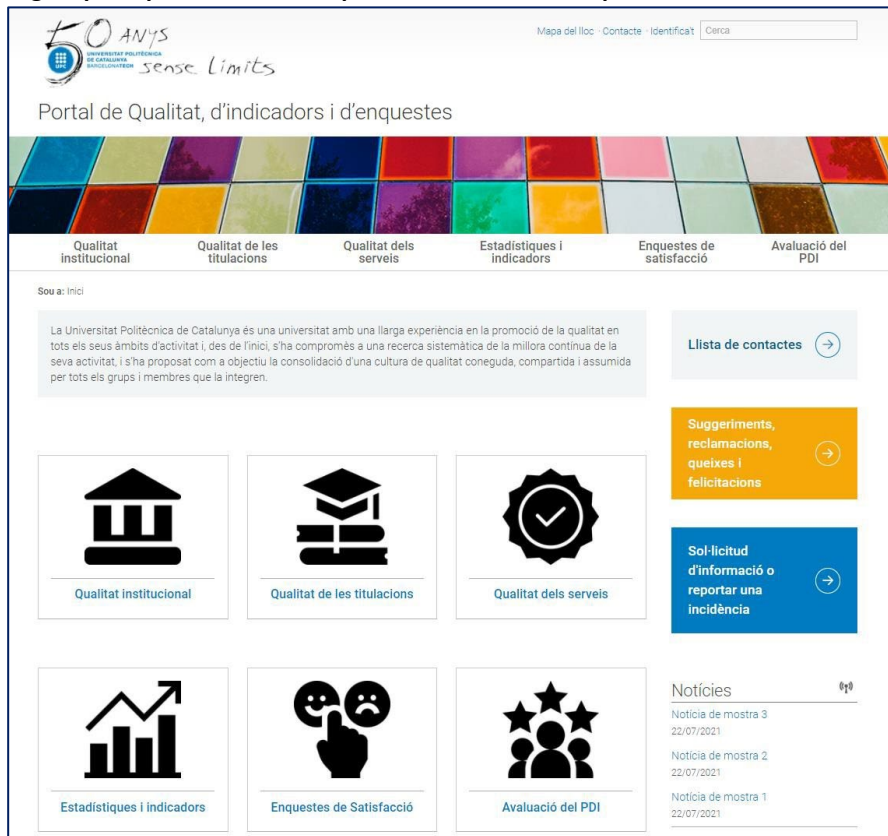 50 ANYS
UNIVERSITAT POLITÈCNICA
DE CATALUNYA
BARCELONATECH
UPC
sense límits
Mapa del lloc · Contacte · Identifica't
Cerca
Portal de Qualitat, d'indicadors i d'enquestes
Qualitat institucional
Qualitat de les titulacions
Qualitat dels serveis
Estadístiques i indicadors
Enquestes de satisfacció
Avaluació del PDI
Sou a: Inici
La Universitat Politècnica de Catalunya és una universitat amb una llarga experiència en la promoció de la qualitat en
tots els seus àmbits d'activitat i, des de l'inici, s'ha compromès a una recerca sistemàtica de la millora contínua de la
seva activitat, i s'ha proposat com a objectiu la consolidació d'una cultura de qualitat coneguda, compartida i assumida
per tots els grups i membres que la integren.
Llista de contactes
Suggeriments,
reclamacions,
queixes i
felicitacions
Sol·licitud
d'informació o
reportar una
incidència
Qualitat institucional
Qualitat de les titulacions
Qualitat dels serveis
Estadístiques i indicadors
Enquestes de Satisfacció
Avaluació del PDI
Notícies
Notícia de mostra 3
22/07/2021
Notícia de mostra 2
22/07/2021
Notícia de mostra 1
22/07/2021